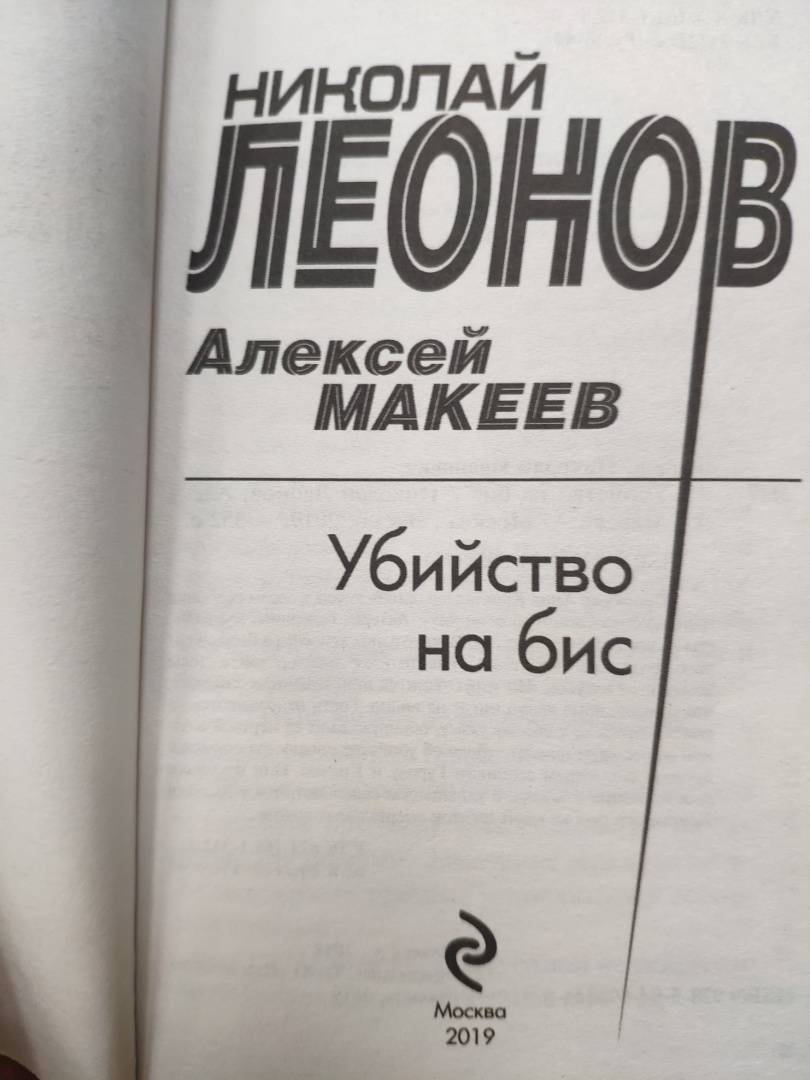 НИКОЛАЙ
ЛЕОНОВ
Алексей
МАКЕЕВ
Убийство
на бис
Москва
2019